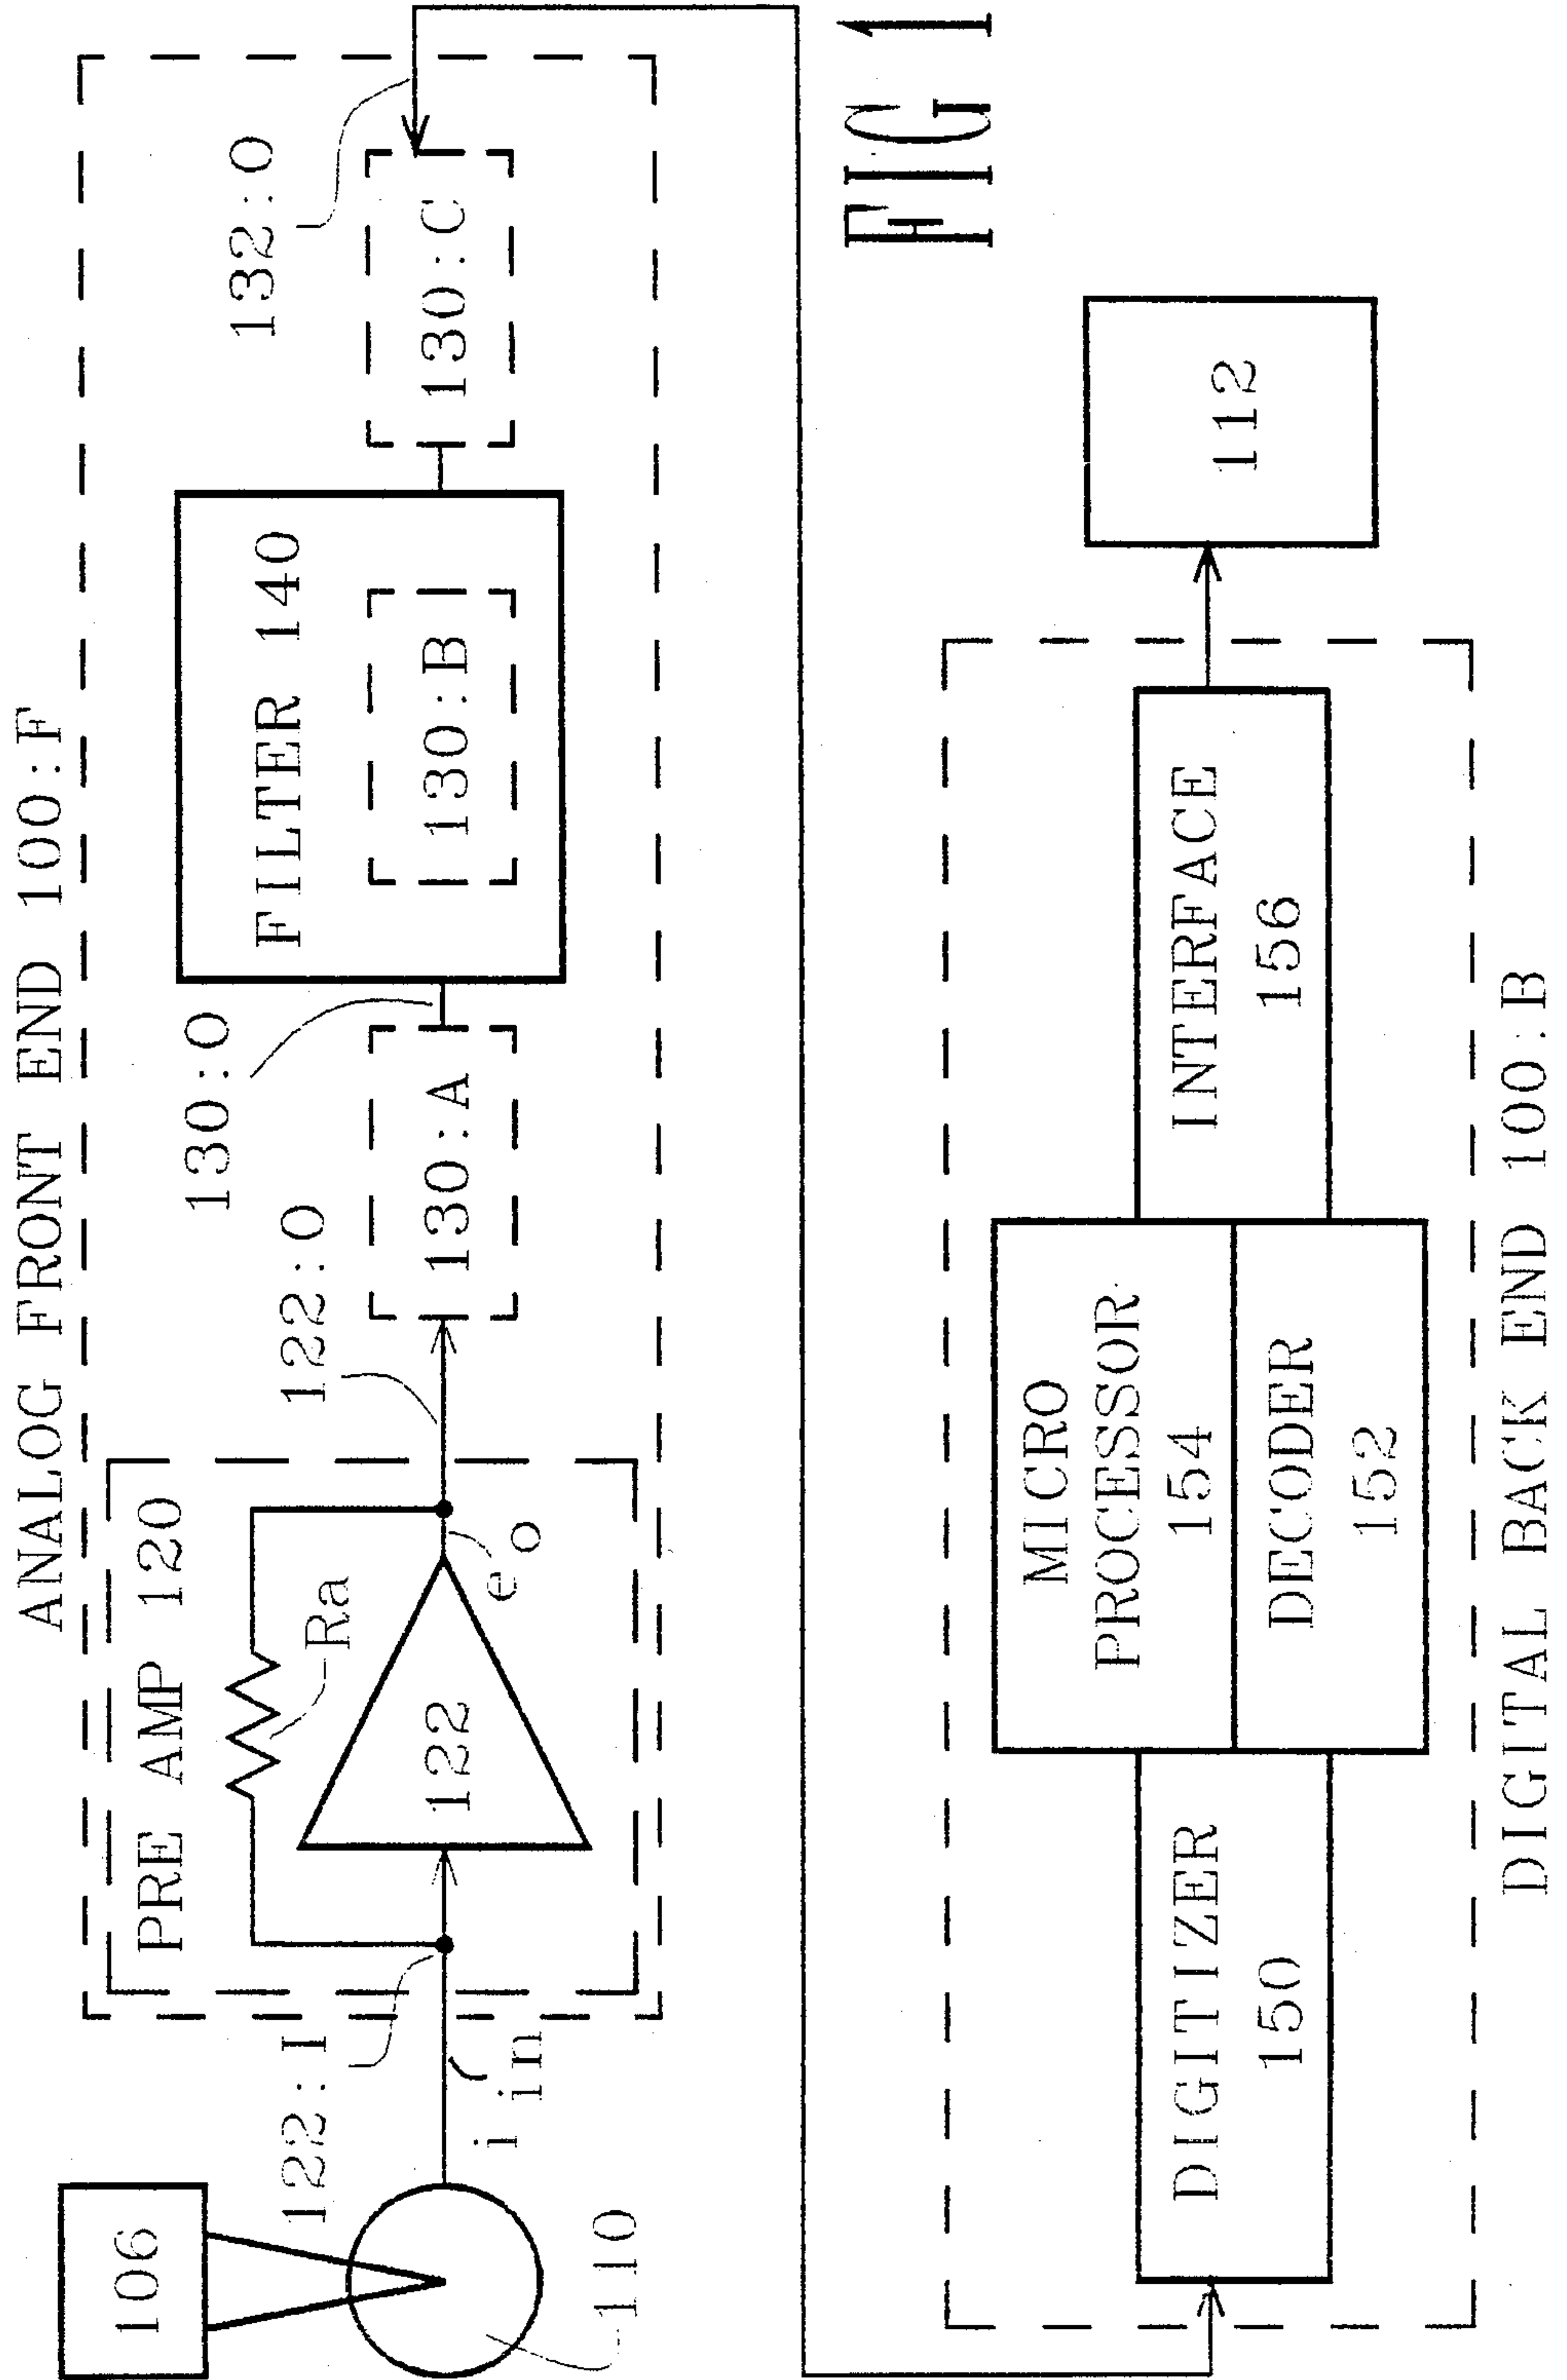 ANALOG FRONT END 100:F
106
110
122:I
i in
PRE AMP 120
Ra
122
e o
122:O
130:A
130:O
FILTER 140
130:B
130:C
132:O
FIG 1
DIGITIZER
150
MICRO
PROCESSOR
154
DECODER
152
INTERFACE
156
112
DIGITAL BACK END 100:B